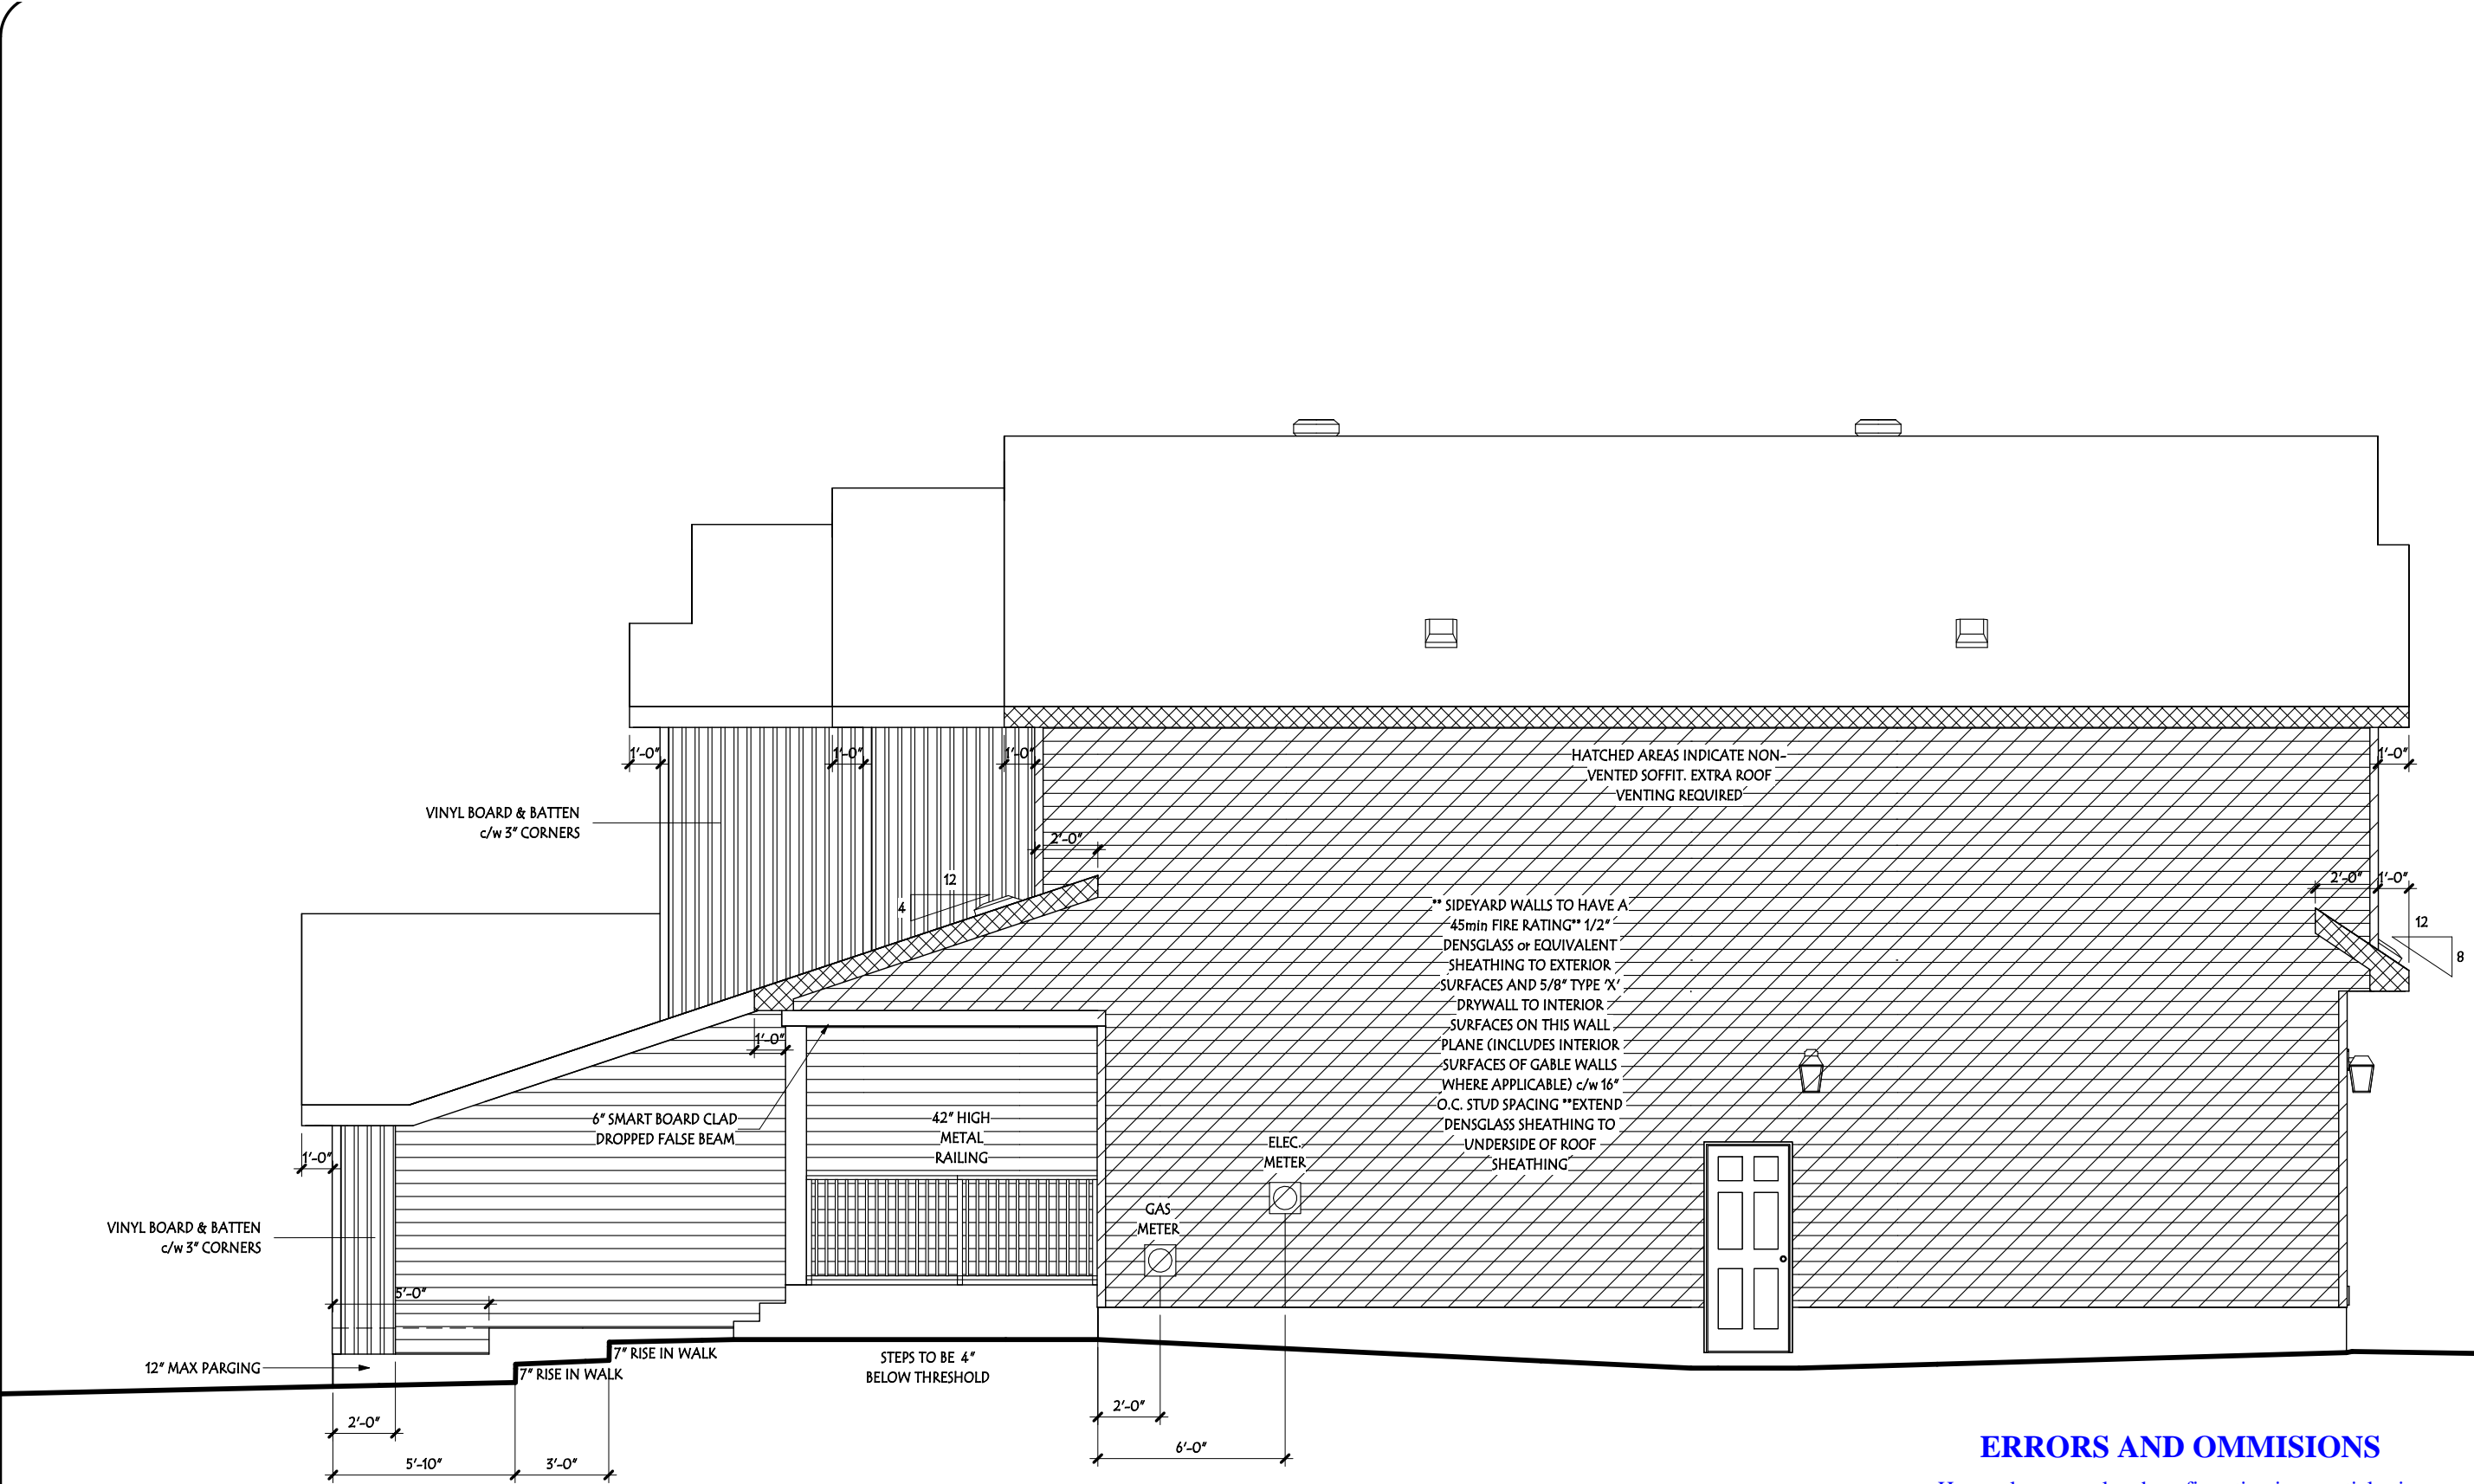 1'-0"
1'-0"
1'-0"
HATCHED AREAS INDICATE NON-
VENTED SOFFIT. EXTRA ROOF
VENTING REQUIRED
1'-0"
VINYL BOARD & BATTEN
c/w 3" CORNERS
2'-0"
12
4
2'-0"
1'-0"
12
8
** SIDEYARD WALLS TO HAVE A
45min FIRE RATING** 1/2"
DENSGLASS or EQUIVALENT
SHEATHING TO EXTERIOR
SURFACES AND 5/8" TYPE 'X'
DRYWALL TO INTERIOR
SURFACES ON THIS WALL
PLANE (INCLUDES INTERIOR
SURFACES OF GABLE WALLS
WHERE APPLICABLE) c/w 16"
O.C. STUD SPACING **EXTEND
DENSGLASS SHEATHING TO
UNDERSIDE OF ROOF
SHEATHING
1'-0"
6" SMART BOARD CLAD
DROPPED FALSE BEAM
42" HIGH
METAL
RAILING
ELEC.
METER
GAS
METER
1'-0"
VINYL BOARD & BATTEN
c/w 3" CORNERS
5'-0"
12" MAX PARGING
7" RISE IN WALK
7" RISE IN WALK
STEPS TO BE 4"
BELOW THRESHOLD
2'-0"
2'-0"
6'-0"
5'-10"
3'-0"
ERRORS AND OMMISIONS